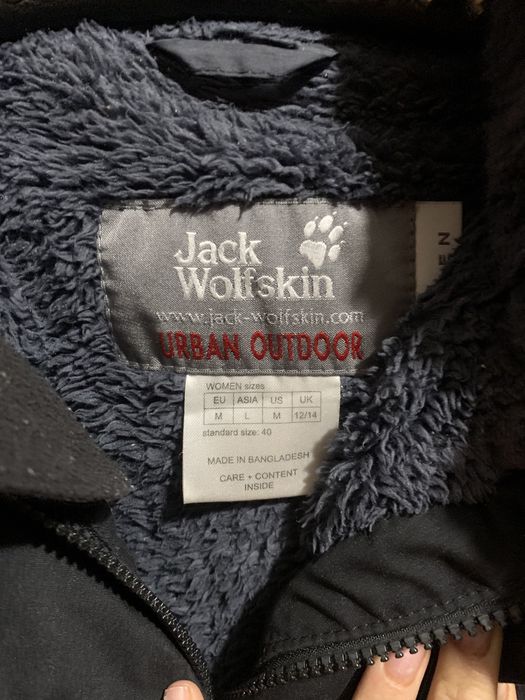 Jack
Wolfskin
www.jack-wolfskin.com
URBAN OUTDOOR
WOMEN sizes
EU ASIA US UK
M L M 12/14
standard size: 40
MADE IN BANGLADESH
CARE + CONTENT
INSIDE